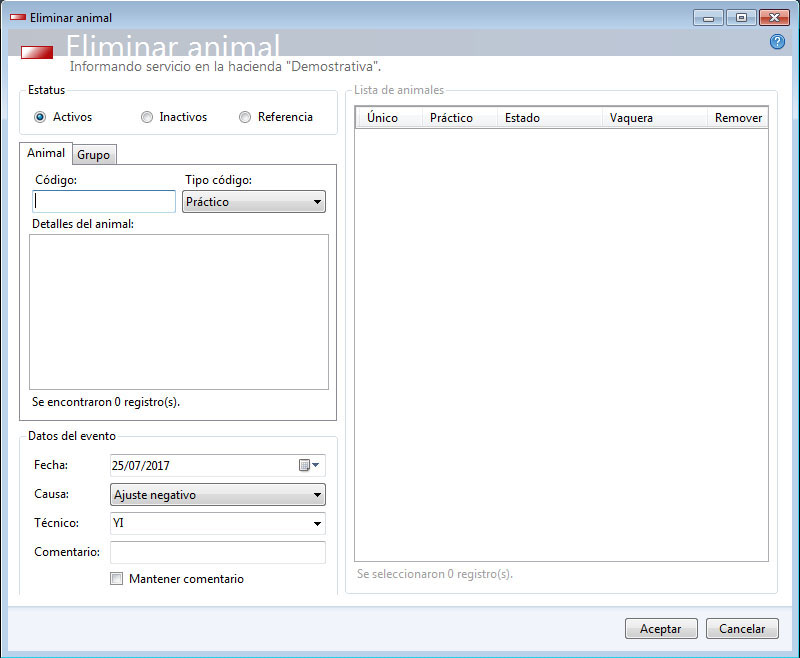 Eliminar animal
Eliminar animal
Informando servicio en la hacienda "Demostrativa".
Estatus
Activos Inactivos Referencia
Animal Grupo
Código: Tipo código:
Práctico
Detalles del animal:
Se encontraron 0 registro(s).
Datos del evento
Fecha: 25/07/2017
Causa: Ajuste negativo
Técnico: YI
Comentario:
Mantener comentario
Lista de animales
Único Práctico Estado Vaquera Remover
Se seleccionaron 0 registro(s).
Aceptar Cancelar